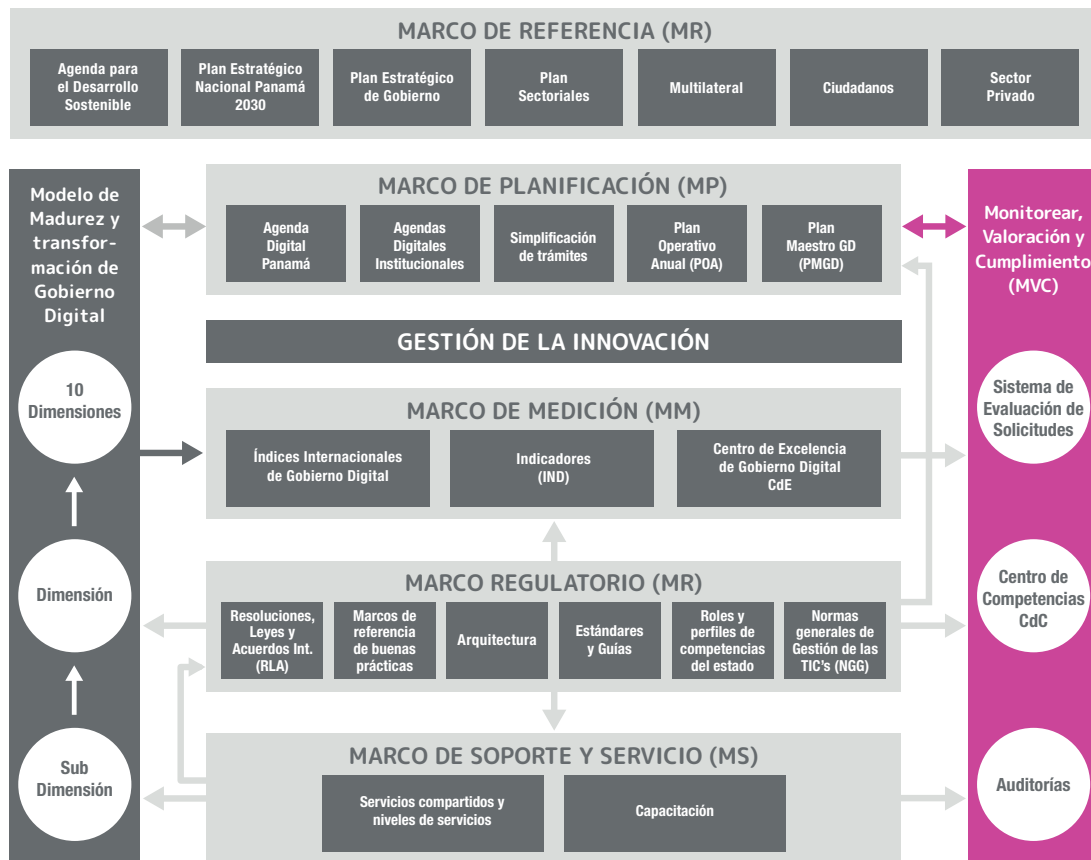 MARCO DE REFERENCIA (MR)
Agenda para
el Desarrollo
Sostenible
Plan Estratégico
Nacional Panamá
2030
Plan Estratégico
de Gobierno
Plan
Sectoriales
Multilateral
Ciudadanos
Sector
Privado
Modelo de
Madurez y
transfor-
mación de
Gobierno
Digital
10
Dimensiones
Dimensión
Sub
Dimensión
MARCO DE PLANIFICACIÓN (MP)
Agenda
Digital
Panamá
Agendas
Digitales
Institucionales
Simplificación
de trámites
Plan
Operativo
Anual (POA)
Plan
Maestro GD
(PMGD)
GESTIÓN DE LA INNOVACIÓN
MARCO DE MEDICIÓN (MM)
Índices Internacionales
de Gobierno Digital
Indicadores
(IND)
Centro de Excelencia
de Gobierno Digital
CdE
MARCO REGULATORIO (MR)
Resoluciones,
Leyes y
Acuerdos Int.
(RLA)
Marcos de
referencia
de buenas
prácticas
Arquitectura
Estándares
y Guías
Roles y
perfiles de
competencias
del estado
Normas
generales de
Gestión de las
TIC's (NGG)
MARCO DE SOPORTE Y SERVICIO (MS)
Servicios compartidos y
niveles de servicios
Capacitación
Monitorear,
Valoración y
Cumplimiento
(MVC)
Sistema de
Evaluación de
Solicitudes
Centro de
Competencias
CdC
Auditorías